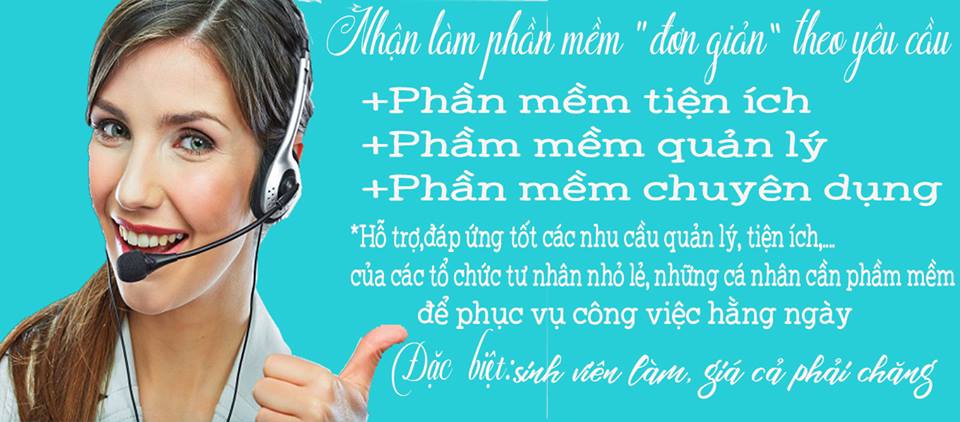 Nhận làm phần mềm "đơn giản" theo yêu cầu
+Phần mềm tiện ích
+Phầm mềm quản lý
+Phần mềm chuyên dụng
*Hỗ trợ,đáp ứng tốt các nhu cầu quản lý, tiện ích,...
của các tổ chức tư nhân nhỏ lẻ, những cá nhân cần phầm mềm
để phục vụ công việc hằng ngày
Đặc biệt:sinh viên làm, giá cả phải chăng